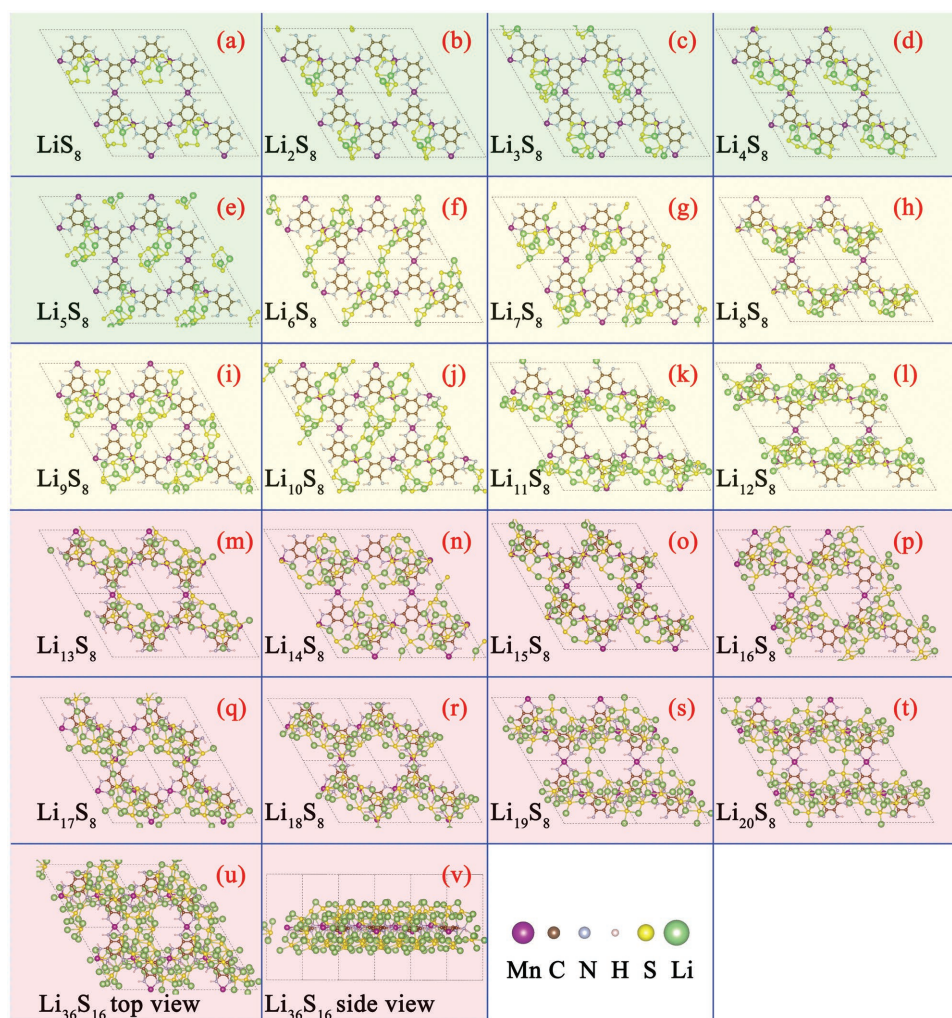 (a) (b) (c) (d)
LiS₈ Li₂S₈ Li₃S₈ Li₄S₈
(e) (f) (g) (h)
Li₅S₈ Li₆S₈ Li₇S₈ Li₈S₈
(i) (j) (k) (l)
Li₉S₈ Li₁₀S₈ Li₁₁S₈ Li₁₂S₈
(m) (n) (o) (p)
Li₁₃S₈ Li₁₄S₈ Li₁₅S₈ Li₁₆S₈
(q) (r) (s) (t)
Li₁₇S₈ Li₁₈S₈ Li₁₉S₈ Li₂₀S₈
(u) (v)
Mn C N H S Li
Li₃₆S₁₆ top view Li₃₆S₁₆ side view